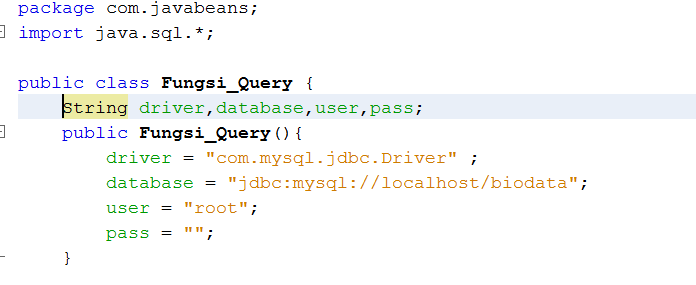 package com.javabeans;
import java.sql.*;
public class Fungsi_Query {
String driver,database,user,pass;
public Fungsi_Query(){
driver = "com.mysql.jdbc.Driver" ;
database = "jdbc:mysql://localhost/biodata";
user = "root";
pass = "";
}